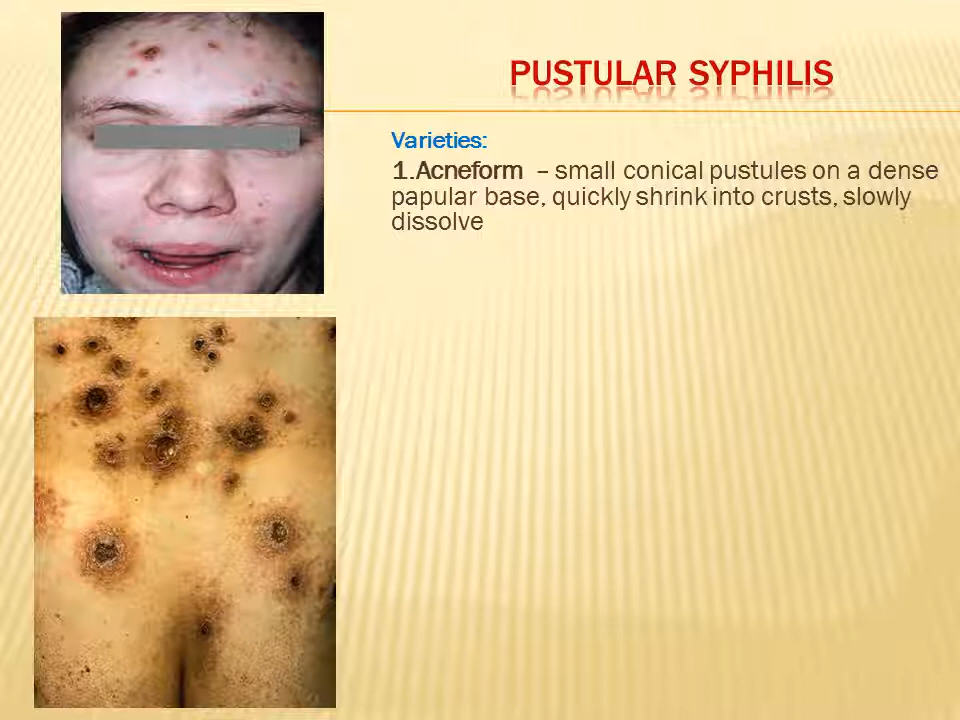 PUSTULAR SYPHILIS
Varieties:
1.Acneform – small conical pustules on a dense
papular base, quickly shrink into crusts, slowly
dissolve